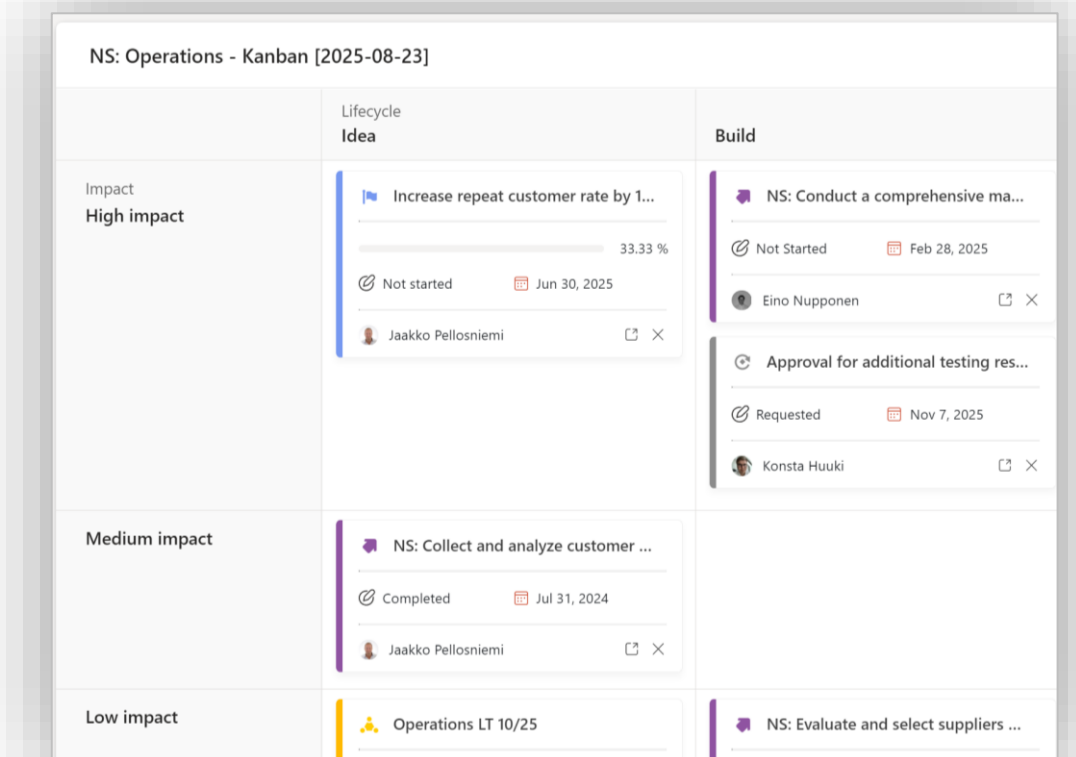 NS: Operations - Kanban [2025-08-23]
Lifecycle
Idea
Build
Impact
High impact
Increase repeat customer rate by 1...
33.33 %
Not started
Jun 30, 2025
Jaakko Pellosniemi
NS: Conduct a comprehensive ma...
Not Started
Feb 28, 2025
Eino Nupponen
Approval for additional testing res...
Requested
Nov 7, 2025
Konsta Huuki
Medium impact
NS: Collect and analyze customer ...
Completed
Jul 31, 2024
Jaakko Pellosniemi
Low impact
Operations LT 10/25
NS: Evaluate and select suppliers ...